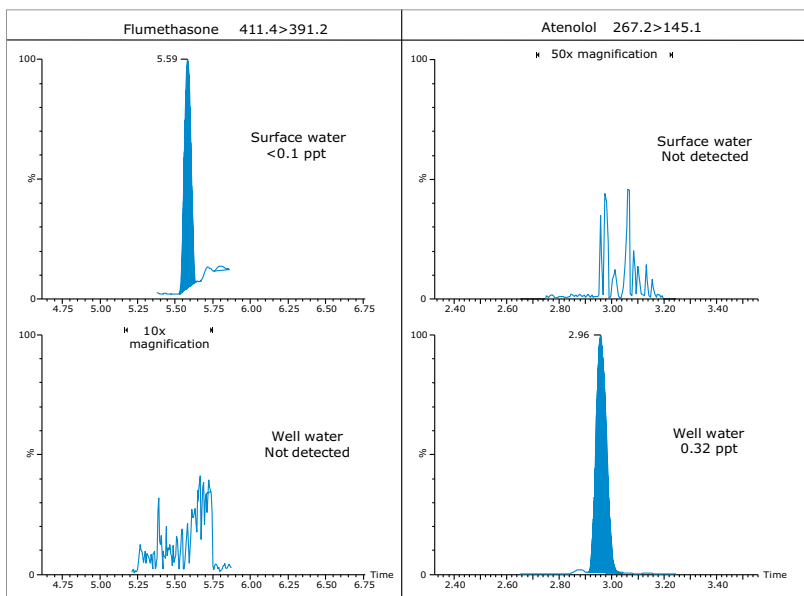 Flumethasone 411.4>391.2
Atenolol 267.2>145.1
100
5.59
Surface water
<0.1 ppt
%
0
4.75 5.00 5.25 5.50 5.75 6.00 6.25 6.50 6.75
50x magnification
100
Surface water
Not detected
%
0
2.40 2.60 2.80 3.00 3.20 3.40
100
10x
magnification
Well water
Not detected
%
0
4.75 5.00 5.25 5.50 5.75 6.00 6.25 6.50 6.75
Time
100
2.96
Well water
0.32 ppt
%
0
2.40 2.60 2.80 3.00 3.20 3.40
Time